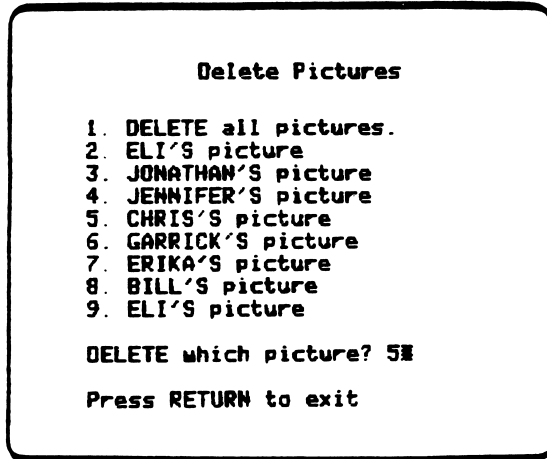 Delete Pictures
1. DELETE all pictures.
2. ELI'S picture
3. JONATHAN'S picture
4. JENNIFER'S picture
5. CHRIS'S picture
6. GARRICK'S picture
7. ERIKA'S picture
8. BILL'S picture
9. ELI'S picture
DELETE which picture? 5
Press RETURN to exit